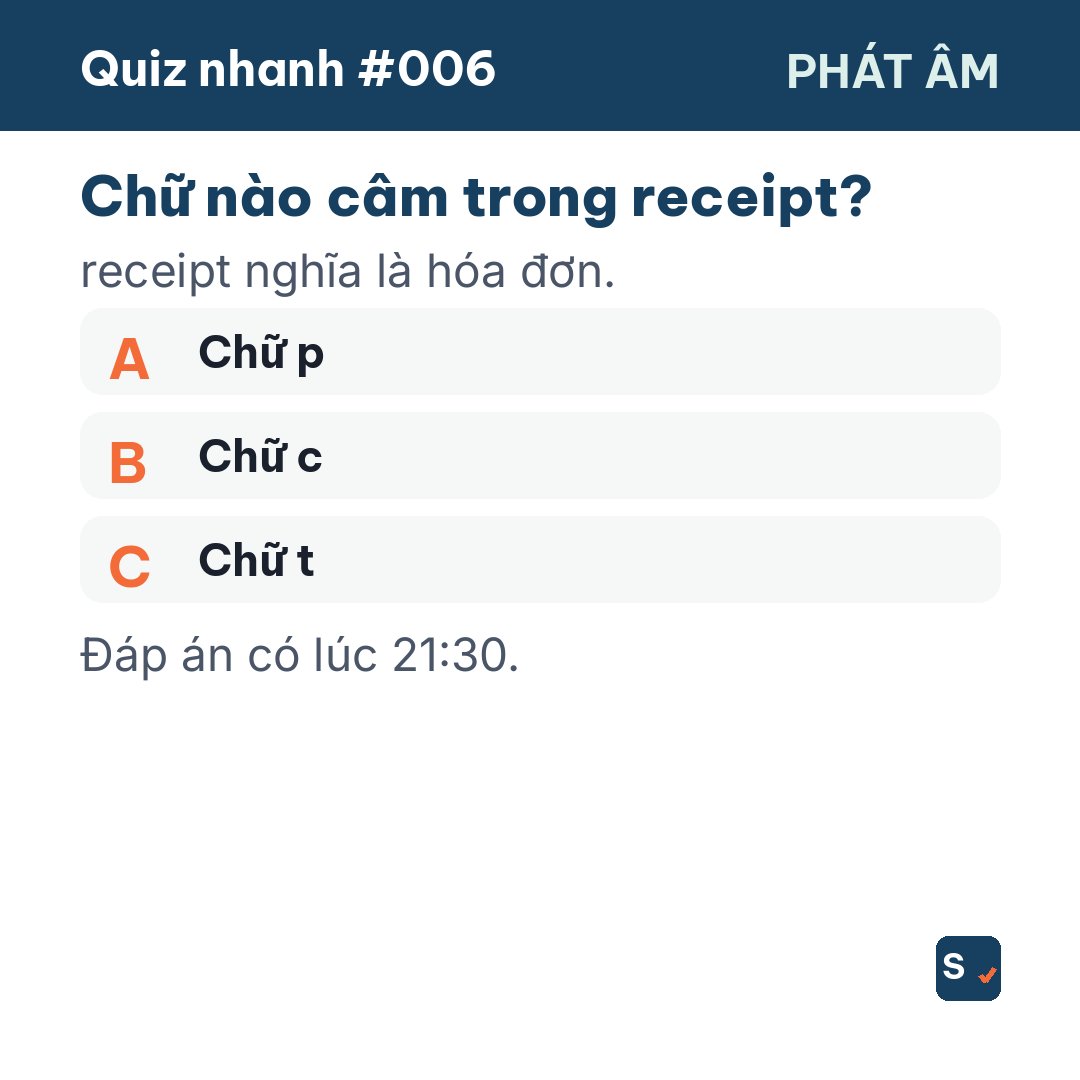 Quiz nhanh #006
PHÁT ÂM
Chữ nào câm trong receipt?
receipt nghĩa là hóa đơn.
A Chữ p
B Chữ c
C Chữ t
Đáp án có lúc 21:30.
S